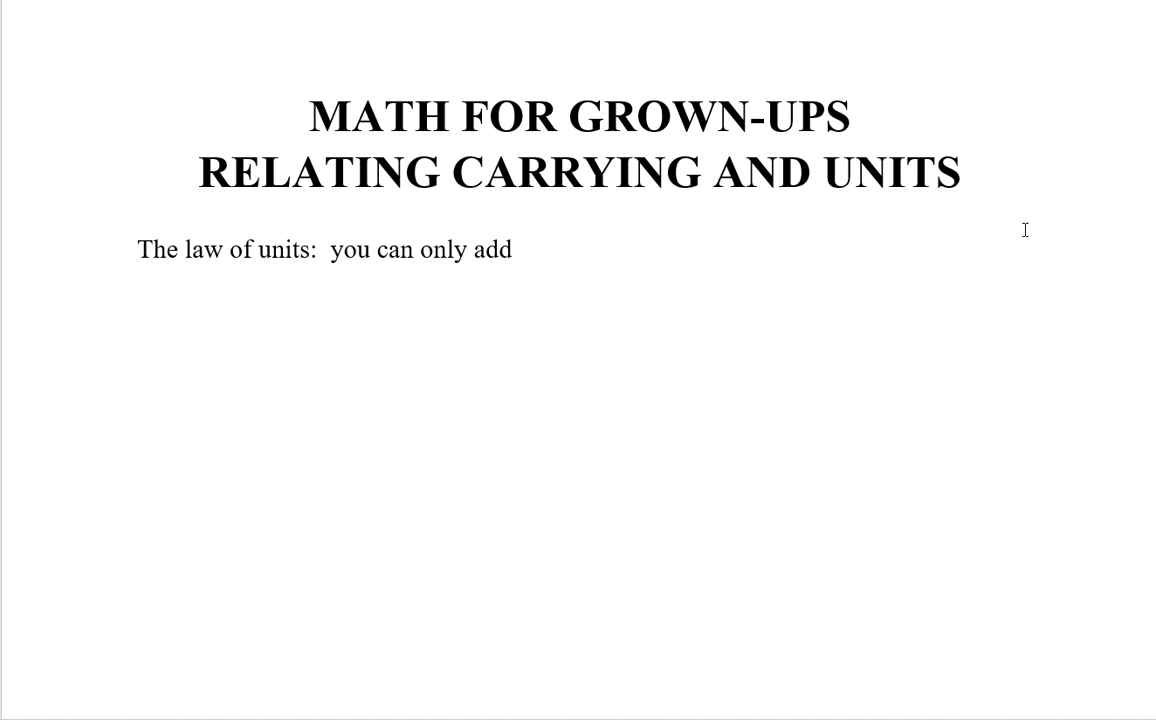 MATH FOR GROWN-UPS
RELATING CARRYING AND UNITS
The law of units:  you can only add